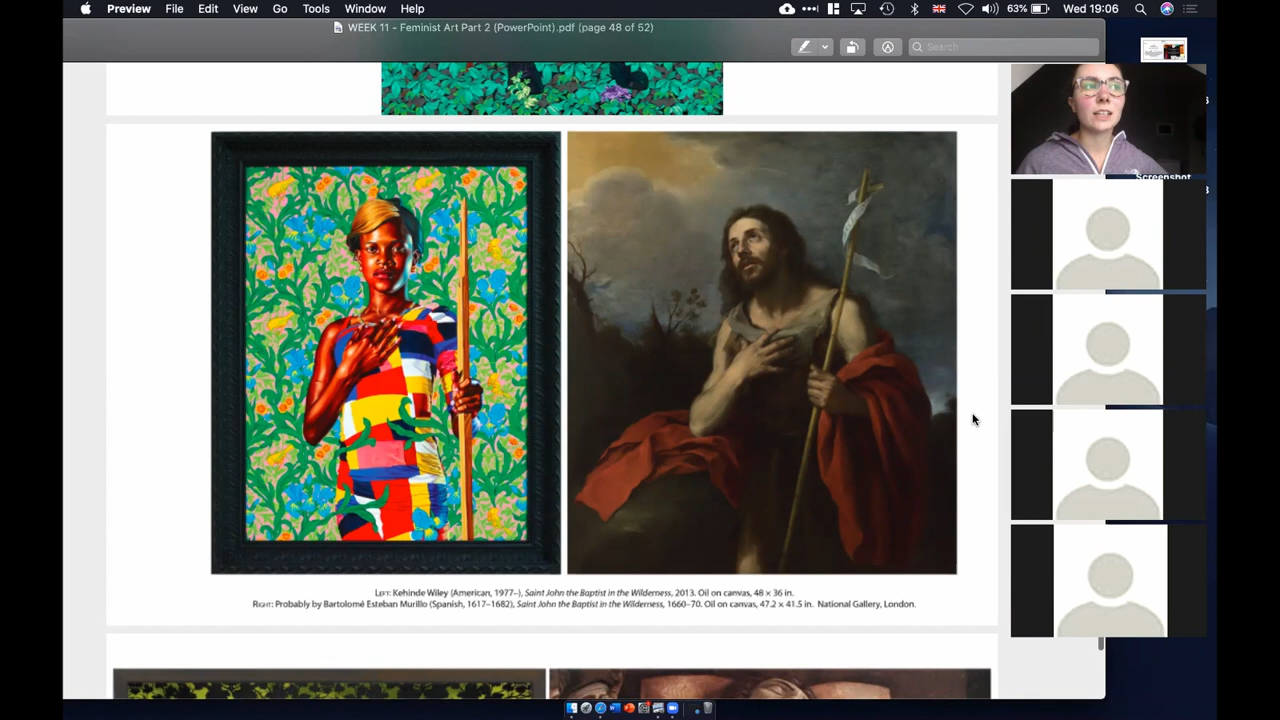 Preview File Edit View Go Tools Window Help 63% Wed 19:06
WEEK 11 - Feminist Art Part 2 (PowerPoint).pdf (page 48 of 52)
Search
Screenshot
LEFT: Kehinde Wiley (American, 1977–), Saint John the Baptist in the Wilderness, 2013. Oil on canvas, 48 × 36 in.
RIGHT: Probably by Bartolomé Esteban Murillo (Spanish, 1617–1682), Saint John the Baptist in the Wilderness, 1660–70. Oil on canvas, 47.2 × 41.5 in. National Gallery, London.